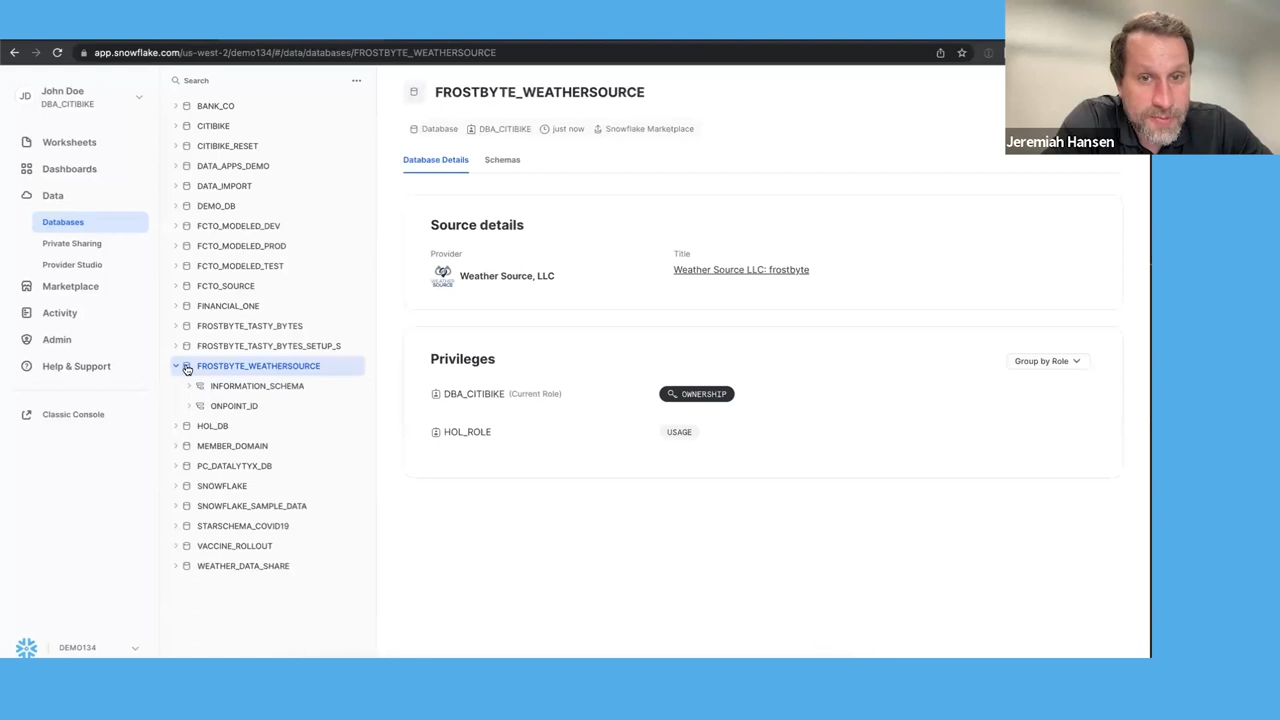 app.snowflake.com/us-west-2/demo134/#/data/databases/FROSTBYTE_WEATHERSOURCE
JD
John Doe
DBA_CITIBIKE
Worksheets
Dashboards
Data
Databases
Private Sharing
Provider Studio
Marketplace
Activity
Admin
Help & Support
Classic Console
DEMO134
Search
BANK_CO
CITIBIKE
CITIBIKE_RESET
DATA_APPS_DEMO
DATA_IMPORT
DEMO_DB
FCTO_MODELED_DEV
FCTO_MODELED_PROD
FCTO_MODELED_TEST
FCTO_SOURCE
FINANCIAL_ONE
FROSTBYTE_TASTY_BYTES
FROSTBYTE_TASTY_BYTES_SETUP_S
FROSTBYTE_WEATHERSOURCE
INFORMATION_SCHEMA
ONPOINT_ID
HOL_DB
MEMBER_DOMAIN
PC_DATALYTYX_DB
SNOWFLAKE
SNOWFLAKE_SAMPLE_DATA
STARSCHEMA_COVID19
VACCINE_ROLLOUT
WEATHER_DATA_SHARE
FROSTBYTE_WEATHERSOURCE
Database DBA_CITIBIKE just now Snowflake Marketplace
Database Details Schemas
Source details
Provider Title
WEATHER SOURCE
Weather Source, LLC Weather Source LLC: frostbyte
Privileges Group by Role
DBA_CITIBIKE (Current Role) OWNERSHIP
HOL_ROLE USAGE
Jeremiah Hansen